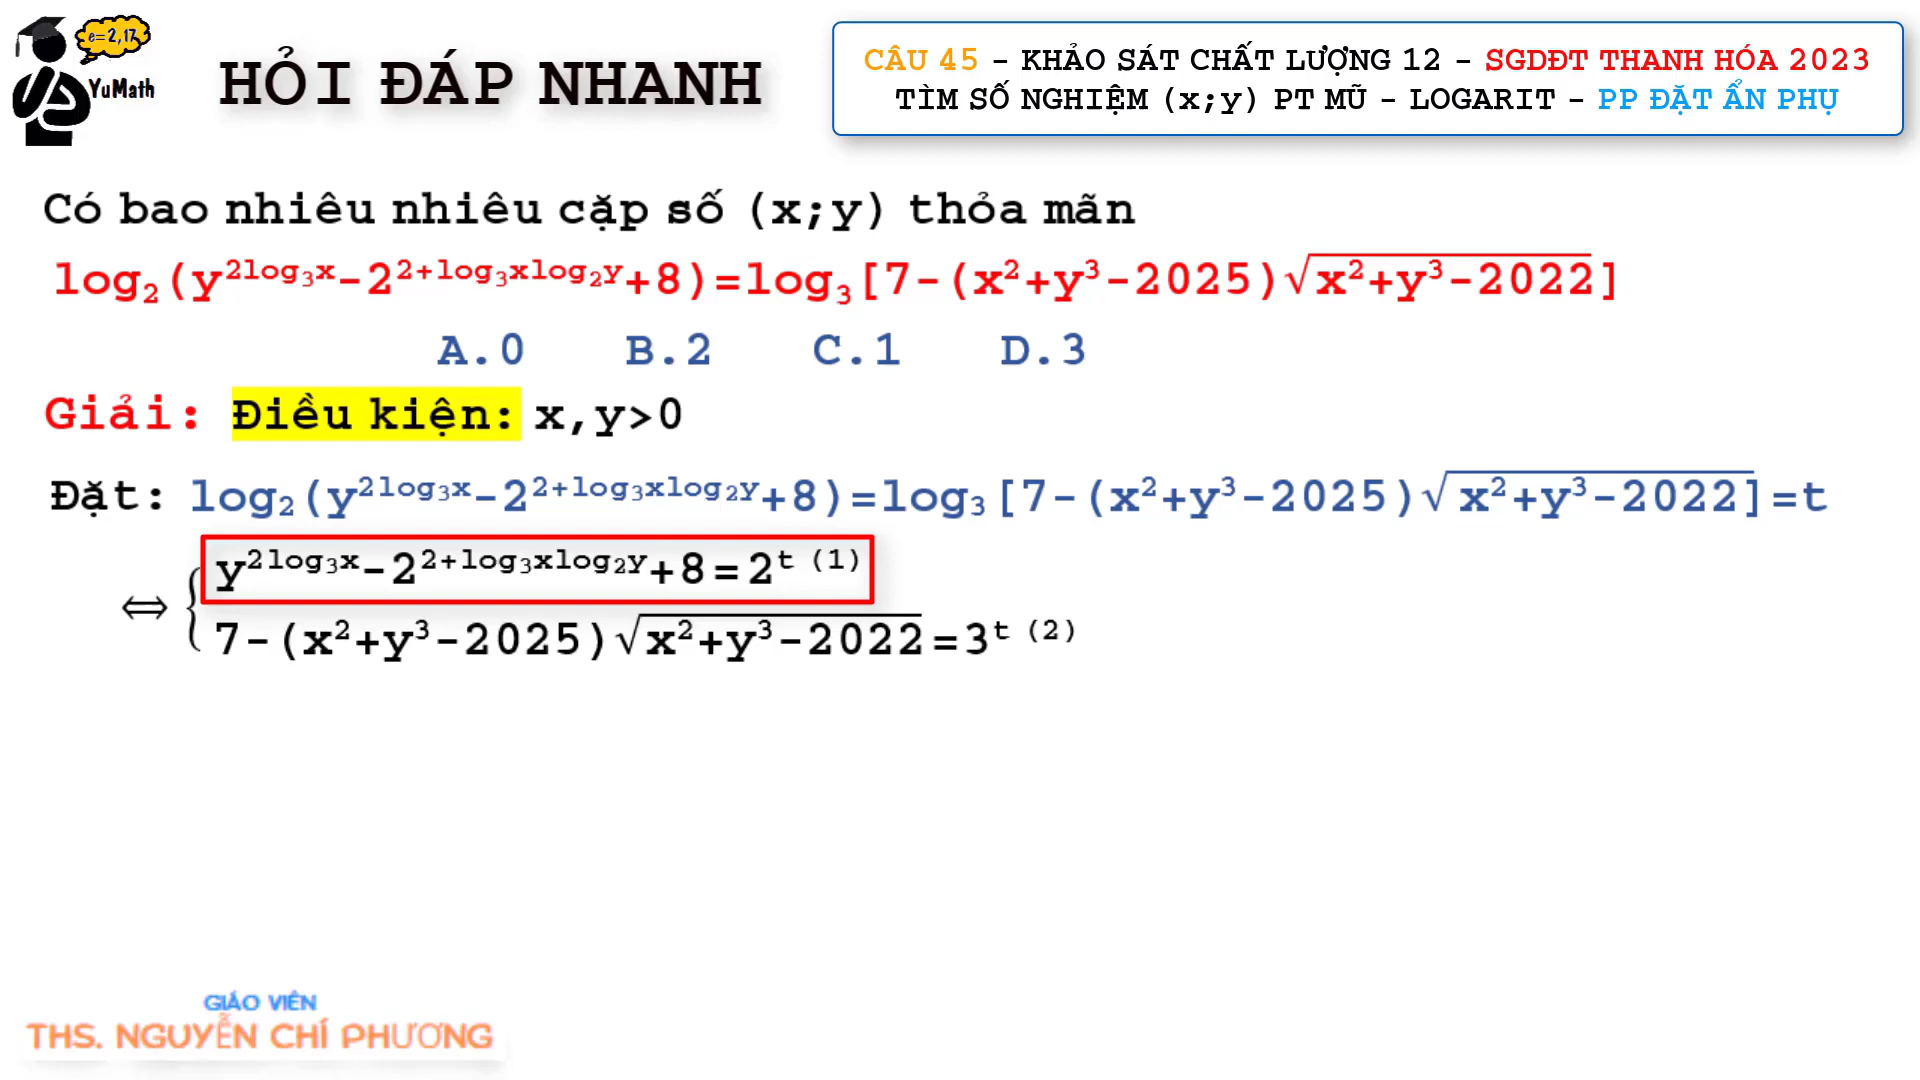 e=2,17
YuMath
HỎI ĐÁP NHANH
CÂU 45 – KHẢO SÁT CHẤT LƯỢNG 12 – SGDĐT THANH HÓA 2023
TÌM SỐ NGHIỆM (x;y) PT MŨ – LOGARIT – PP ĐẶT ẨN PHỤ
Có bao nhiêu nhiêu cặp số (x;y) thỏa mãn
log₂(y^{2log₃x}-2^{2+log₃xlog₂y}+8)=log₃[7-(x²+y³-2025)√(x²+y³-2022)]
A.0 B.2 C.1 D.3
Giải: Điều kiện: x,y>0
Đặt: log₂(y^{2log₃x}-2^{2+log₃xlog₂y}+8)=log₃[7-(x²+y³-2025)√(x²+y³-2022)]=t
⇔ { y^{2log₃x}-2^{2+log₃xlog₂y}+8=2^{t (1)}
7-(x²+y³-2025)√(x²+y³-2022)=3^{t (2)}
GIÁO VIÊN
THS. NGUYỄN CHÍ PHƯƠNG